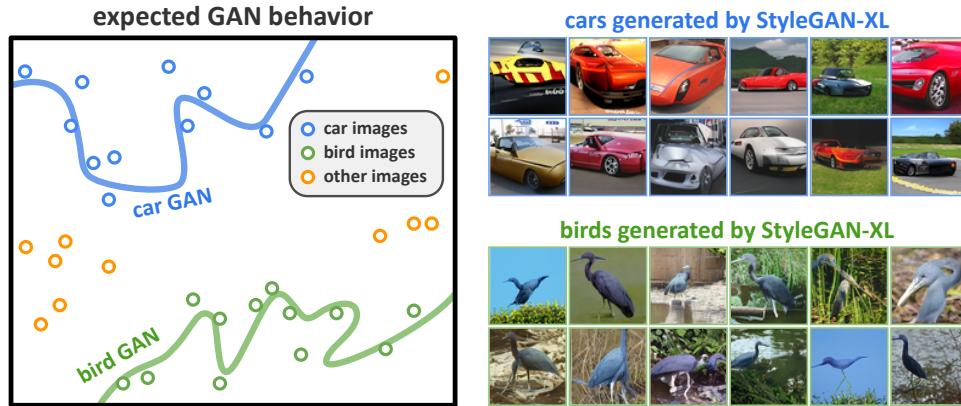 expected GAN behavior
car images
bird images
other images
car GAN
bird GAN
cars generated by StyleGAN-XL
birds generated by StyleGAN-XL